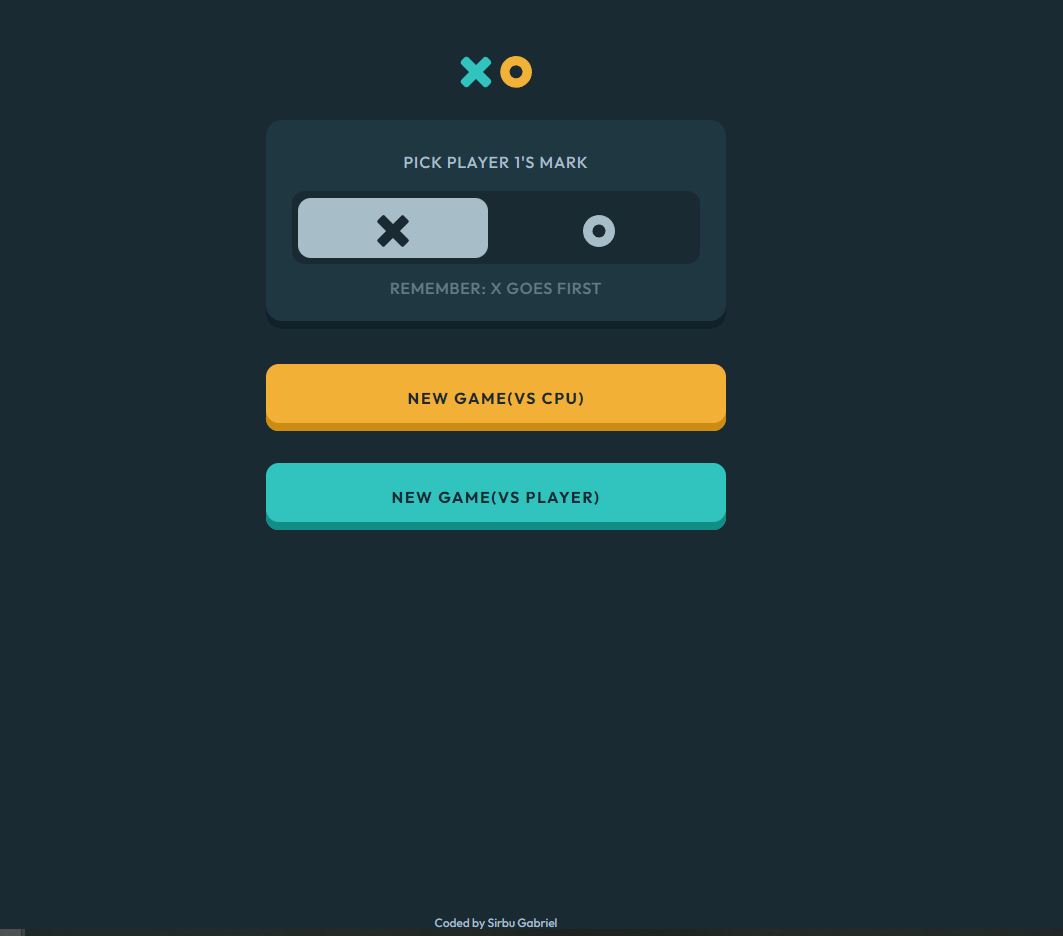 PICK PLAYER 1'S MARK
REMEMBER: X GOES FIRST
NEW GAME(VS CPU)
NEW GAME(VS PLAYER)
Coded by Sirbu Gabriel